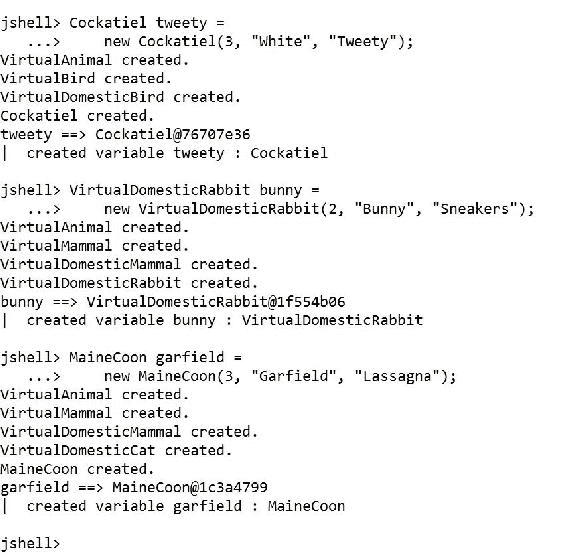 jshell> Cockatiel tweety =
   ...>     new Cockatiel(3, "White", "Tweety");
VirtualAnimal created.
VirtualBird created.
VirtualDomesticBird created.
Cockatiel created.
tweety ==> Cockatiel@76707e36
|  created variable tweety : Cockatiel
jshell> VirtualDomesticRabbit bunny =
   ...>     new VirtualDomesticRabbit(2, "Bunny", "Sneakers");
VirtualAnimal created.
VirtualMammal created.
VirtualDomesticMammal created.
VirtualDomesticRabbit created.
bunny ==> VirtualDomesticRabbit@1f554b06
|  created variable bunny : VirtualDomesticRabbit
jshell> MaineCoon garfield =
   ...>     new MaineCoon(3, "Garfield", "Lassagna");
VirtualAnimal created.
VirtualMammal created.
VirtualDomesticMammal created.
VirtualDomesticCat created.
MaineCoon created.
garfield ==> MaineCoon@1c3a4799
|  created variable garfield : MaineCoon
jshell>